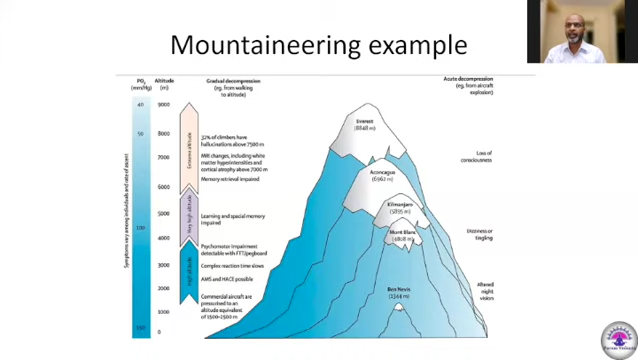 Mountaineering example
PO₂
(mm/Hg)
Altitude
(m)
Gradual decompression
(eg, from walking
to altitude)
Acute decompression
(eg, from aircraft
explosion)
40
50
100
150
9000
8000
7000
6000
5000
4000
3000
2000
1000
0
Symptoms vary among individuals and rate of ascent
Extreme altitude
Very high altitude
High altitude
32% of climbers have
hallucinations above 7500 m
MRI changes, including white
matter hyperintensities and
cortical atrophy above 7000 m
Memory retrieval impaired
Learning and spatial memory
impaired
Psychomotor impairment
detectable with FTT/pegboard
Complex reaction time slows
AMS and HACE possible
Commercial aircraft are
pressurised to an altitude
equivalent of
Everest
(8848 m)
Aconcagua
(6962 m)
Kilimanjaro
(5895 m)
Mont Blanc
(4808 m)
Ben Nevis
(1344 m)
Loss of
consciousness
Dizziness or
tingling
Altered
night
vision